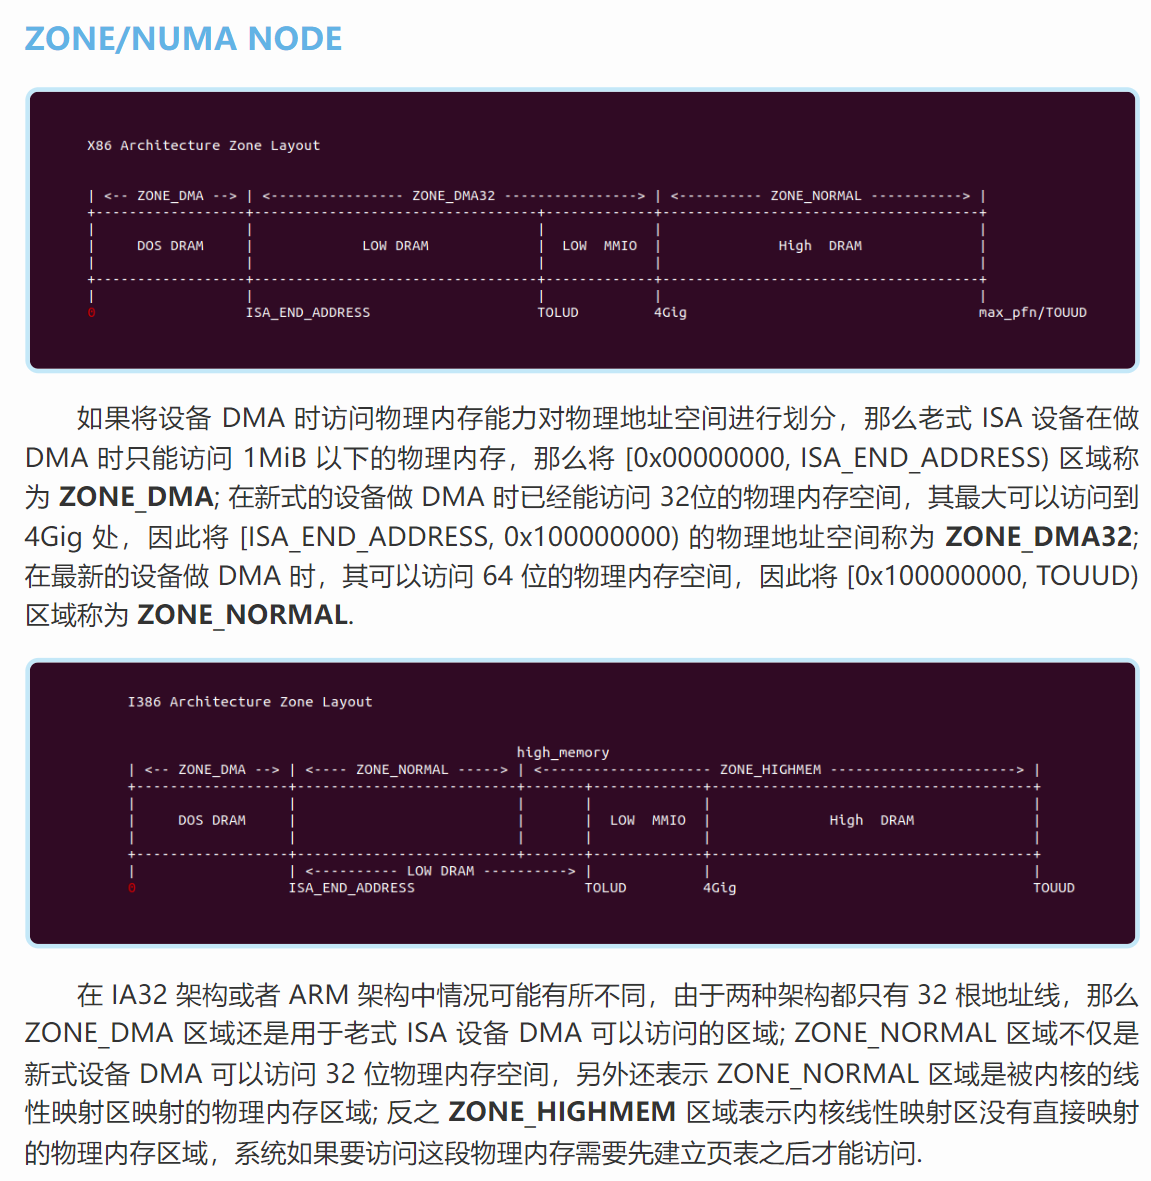 ZONE/NUMA NODE
X86 Architecture Zone Layout
| <-- ZONE_DMA --> | <---------------- ZONE_DMA32 ----------------> | <---------- ZONE_NORMAL -----------> |
+------------------+----------------------------------+-------------+--------------------------------------+
| | | | |
| DOS DRAM | LOW DRAM | LOW MMIO | High DRAM |
| | | | |
+------------------+----------------------------------+-------------+--------------------------------------+
| | | | |
0 ISA_END_ADDRESS TOLUD 4Gig max_pfn/TOUUD
如果将设备 DMA 时访问物理内存能力对物理地址空间进行划分，那么老式 ISA 设备在做
DMA 时只能访问 1MiB 以下的物理内存，那么将 [0x00000000, ISA_END_ADDRESS) 区域称
为 ZONE_DMA; 在新式的设备做 DMA 时已经能访问 32位的物理内存空间，其最大可以访问到
4Gig 处，因此将 [ISA_END_ADDRESS, 0x100000000) 的物理地址空间称为 ZONE_DMA32;
在最新的设备做 DMA 时，其可以访问 64 位的物理内存空间，因此将 [0x100000000, TOUUD)
区域称为 ZONE_NORMAL.
I386 Architecture Zone Layout
high_memory
| <-- ZONE_DMA --> | <---- ZONE_NORMAL -----> | <-------------------- ZONE_HIGHMEM ----------------------> |
+------------------+---------------------------+-------+-------------+---------------------------------------+
| | | | | |
| DOS DRAM | | | LOW MMIO | High DRAM |
| | | | | |
+------------------+---------------------------+-------+-------------+---------------------------------------+
| | <---------- LOW DRAM ----------> | | |
0 ISA_END_ADDRESS TOLUD 4Gig TOUUD
在 IA32 架构或者 ARM 架构中情况可能有所不同，由于两种架构都只有 32 根地址线，那么
ZONE_DMA 区域还是用于老式 ISA 设备 DMA 可以访问的区域; ZONE_NORMAL 区域不仅是
新式设备 DMA 可以访问 32 位物理内存空间，另外还表示 ZONE_NORMAL 区域是被内核的线
性映射区映射的物理内存区域; 反之 ZONE_HIGHMEM 区域表示内核线性映射区没有直接映射
的物理内存区域，系统如果要访问这段物理内存需要先建立页表之后才能访问.